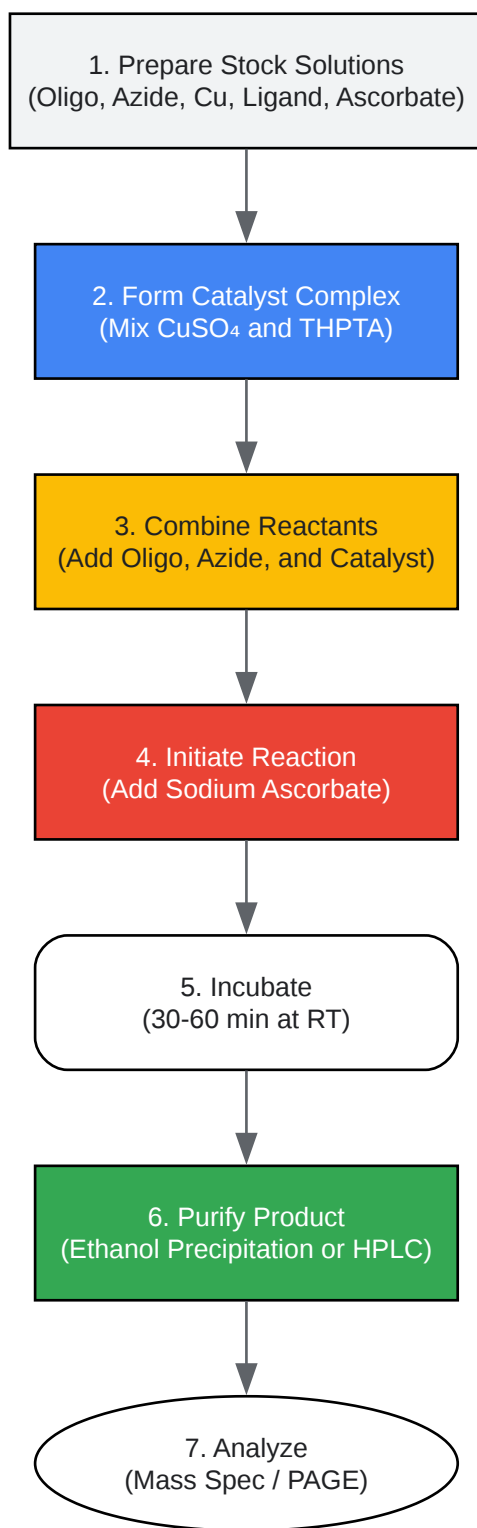 1. Prepare Stock Solutions
(Oligo, Azide, Cu, Ligand, Ascorbate)
2. Form Catalyst Complex
(Mix CuSO₄ and THPTA)
3. Combine Reactants
(Add Oligo, Azide, and Catalyst)
4. Initiate Reaction
(Add Sodium Ascorbate)
5. Incubate
(30-60 min at RT)
6. Purify Product
(Ethanol Precipitation or HPLC)
7. Analyze
(Mass Spec / PAGE)